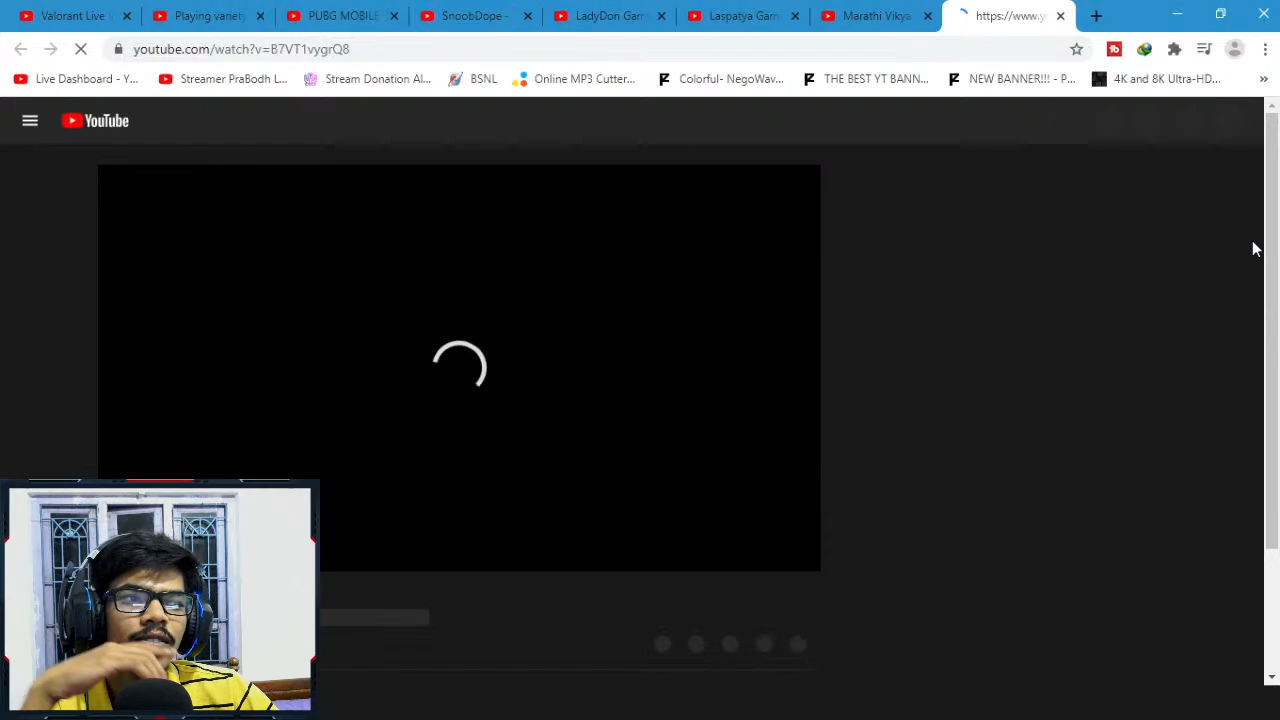 Valorant Live
Playing variety
PUBG MOBILE
SnoobDope -
LadyDon Gam
Laspatya Gam
Marathi Vikya
https://www.y
youtube.com/watch?v=B7VT1vygrQ8
Live Dashboard - Y...
Streamer PraBodh L...
Stream Donation Al...
BSNL
Online MP3 Cutter...
Colorful- NegoWav...
THE BEST YT BANN...
NEW BANNER!!! - P...
4K and 8K Ultra-HD...
YouTube